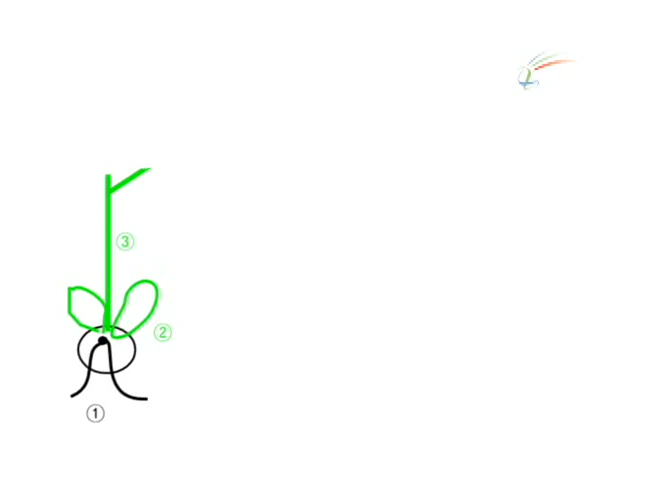 ③
②
①